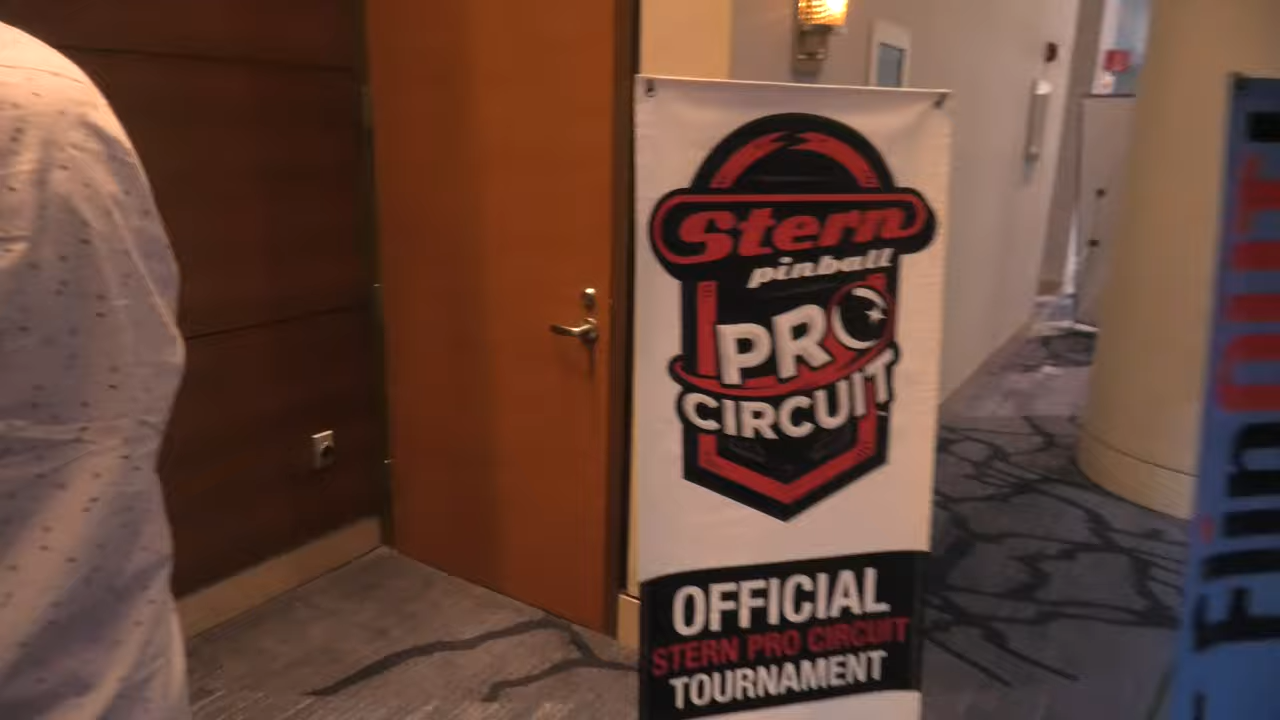 Stern
pinball
PRO
CIRCUIT
OFFICIAL
STERN PRO CIRCUIT
TOURNAMENT